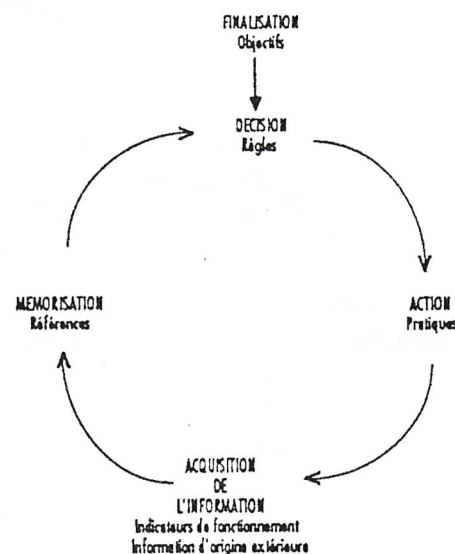 FINALISATION
Objectifs
DECISION
Règles
MEMORISATION
Références
ACTION
Pratiques
ACQUISITION
DE
L'INFORMATION
Indicateurs de fonctionnement
Information d'origine extérieure